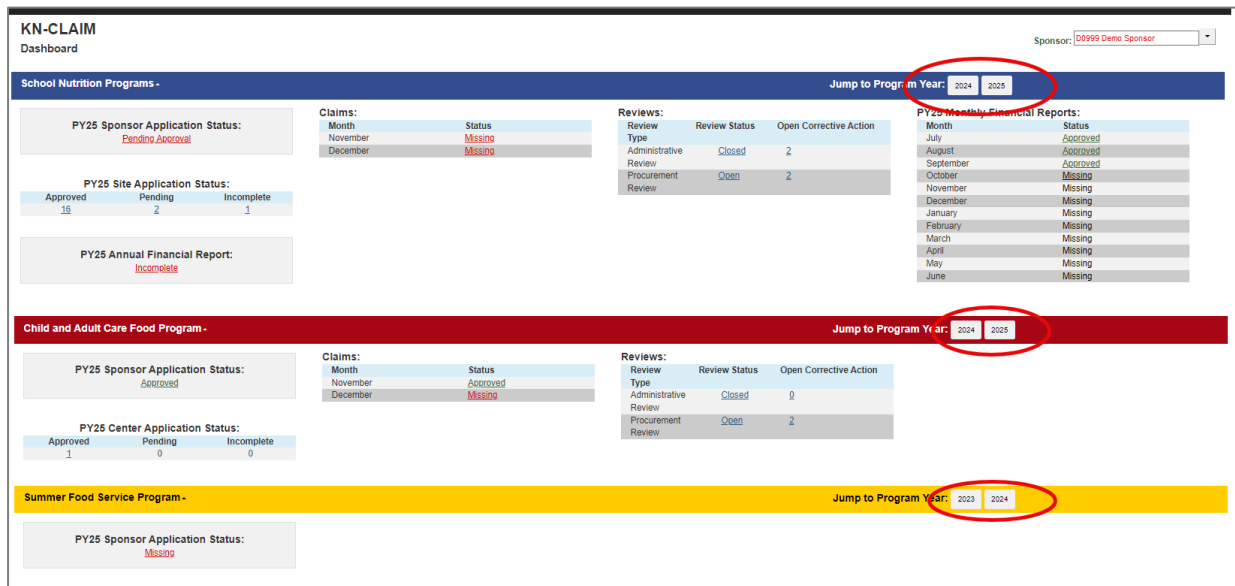 KN-CLAIM
Dashboard
Sponsor: D0999 Demo Sponsor
School Nutrition Programs
Jump to Program Year: 2024 2025
PY25 Sponsor Application Status:
Pending Approval
PY25 Site Application Status:
Approved Pending Incomplete
16 2 1
PY25 Annual Financial Report:
Incomplete
Claims:
Month Status
November Missing
December Missing
Reviews:
Review Type Review Status Open Corrective Action
Administrative Review Closed 2
Procurement Review Open 2
PY25 Monthly Financial Reports:
Month Status
July Approved
August Approved
September Approved
October Missing
November Missing
December Missing
January Missing
February Missing
March Missing
April Missing
May Missing
June Missing
Child and Adult Care Food Program
Jump to Program Year: 2024 2025
PY25 Sponsor Application Status:
Approved
PY25 Center Application Status:
Approved Pending Incomplete
1 0 0
Claims:
Month Status
November Approved
December Missing
Reviews:
Review Type Review Status Open Corrective Action
Administrative Review Closed 0
Procurement Review Open 2
Summer Food Service Program
Jump to Program Year: 2023 2024
PY25 Sponsor Application Status:
Missing